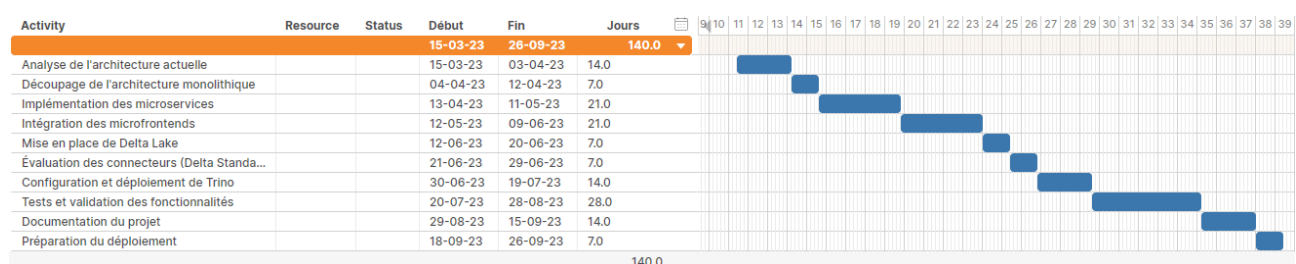 Activity Resource Status Début Fin Jours 9 10 11 12 13 14 15 16 17 18 19 20 21 22 23 24 25 26 27 28 29 30 31 32 33 34 35 36 37 38 39
15-03-23 26-09-23 140.0
Analyse de l'architecture actuelle 15-03-23 03-04-23 14.0
Découpage de l'architecture monolithique 04-04-23 12-04-23 7.0
Implémentation des microservices 13-04-23 11-05-23 21.0
Intégration des microfrontends 12-05-23 09-06-23 21.0
Mise en place de Delta Lake 12-06-23 20-06-23 7.0
Évaluation des connecteurs (Delta Standa... 21-06-23 29-06-23 7.0
Configuration et déploiement de Trino 30-06-23 19-07-23 14.0
Tests et validation des fonctionnalités 20-07-23 28-08-23 28.0
Documentation du projet 29-08-23 15-09-23 14.0
Préparation du déploiement 18-09-23 26-09-23 7.0
140.0